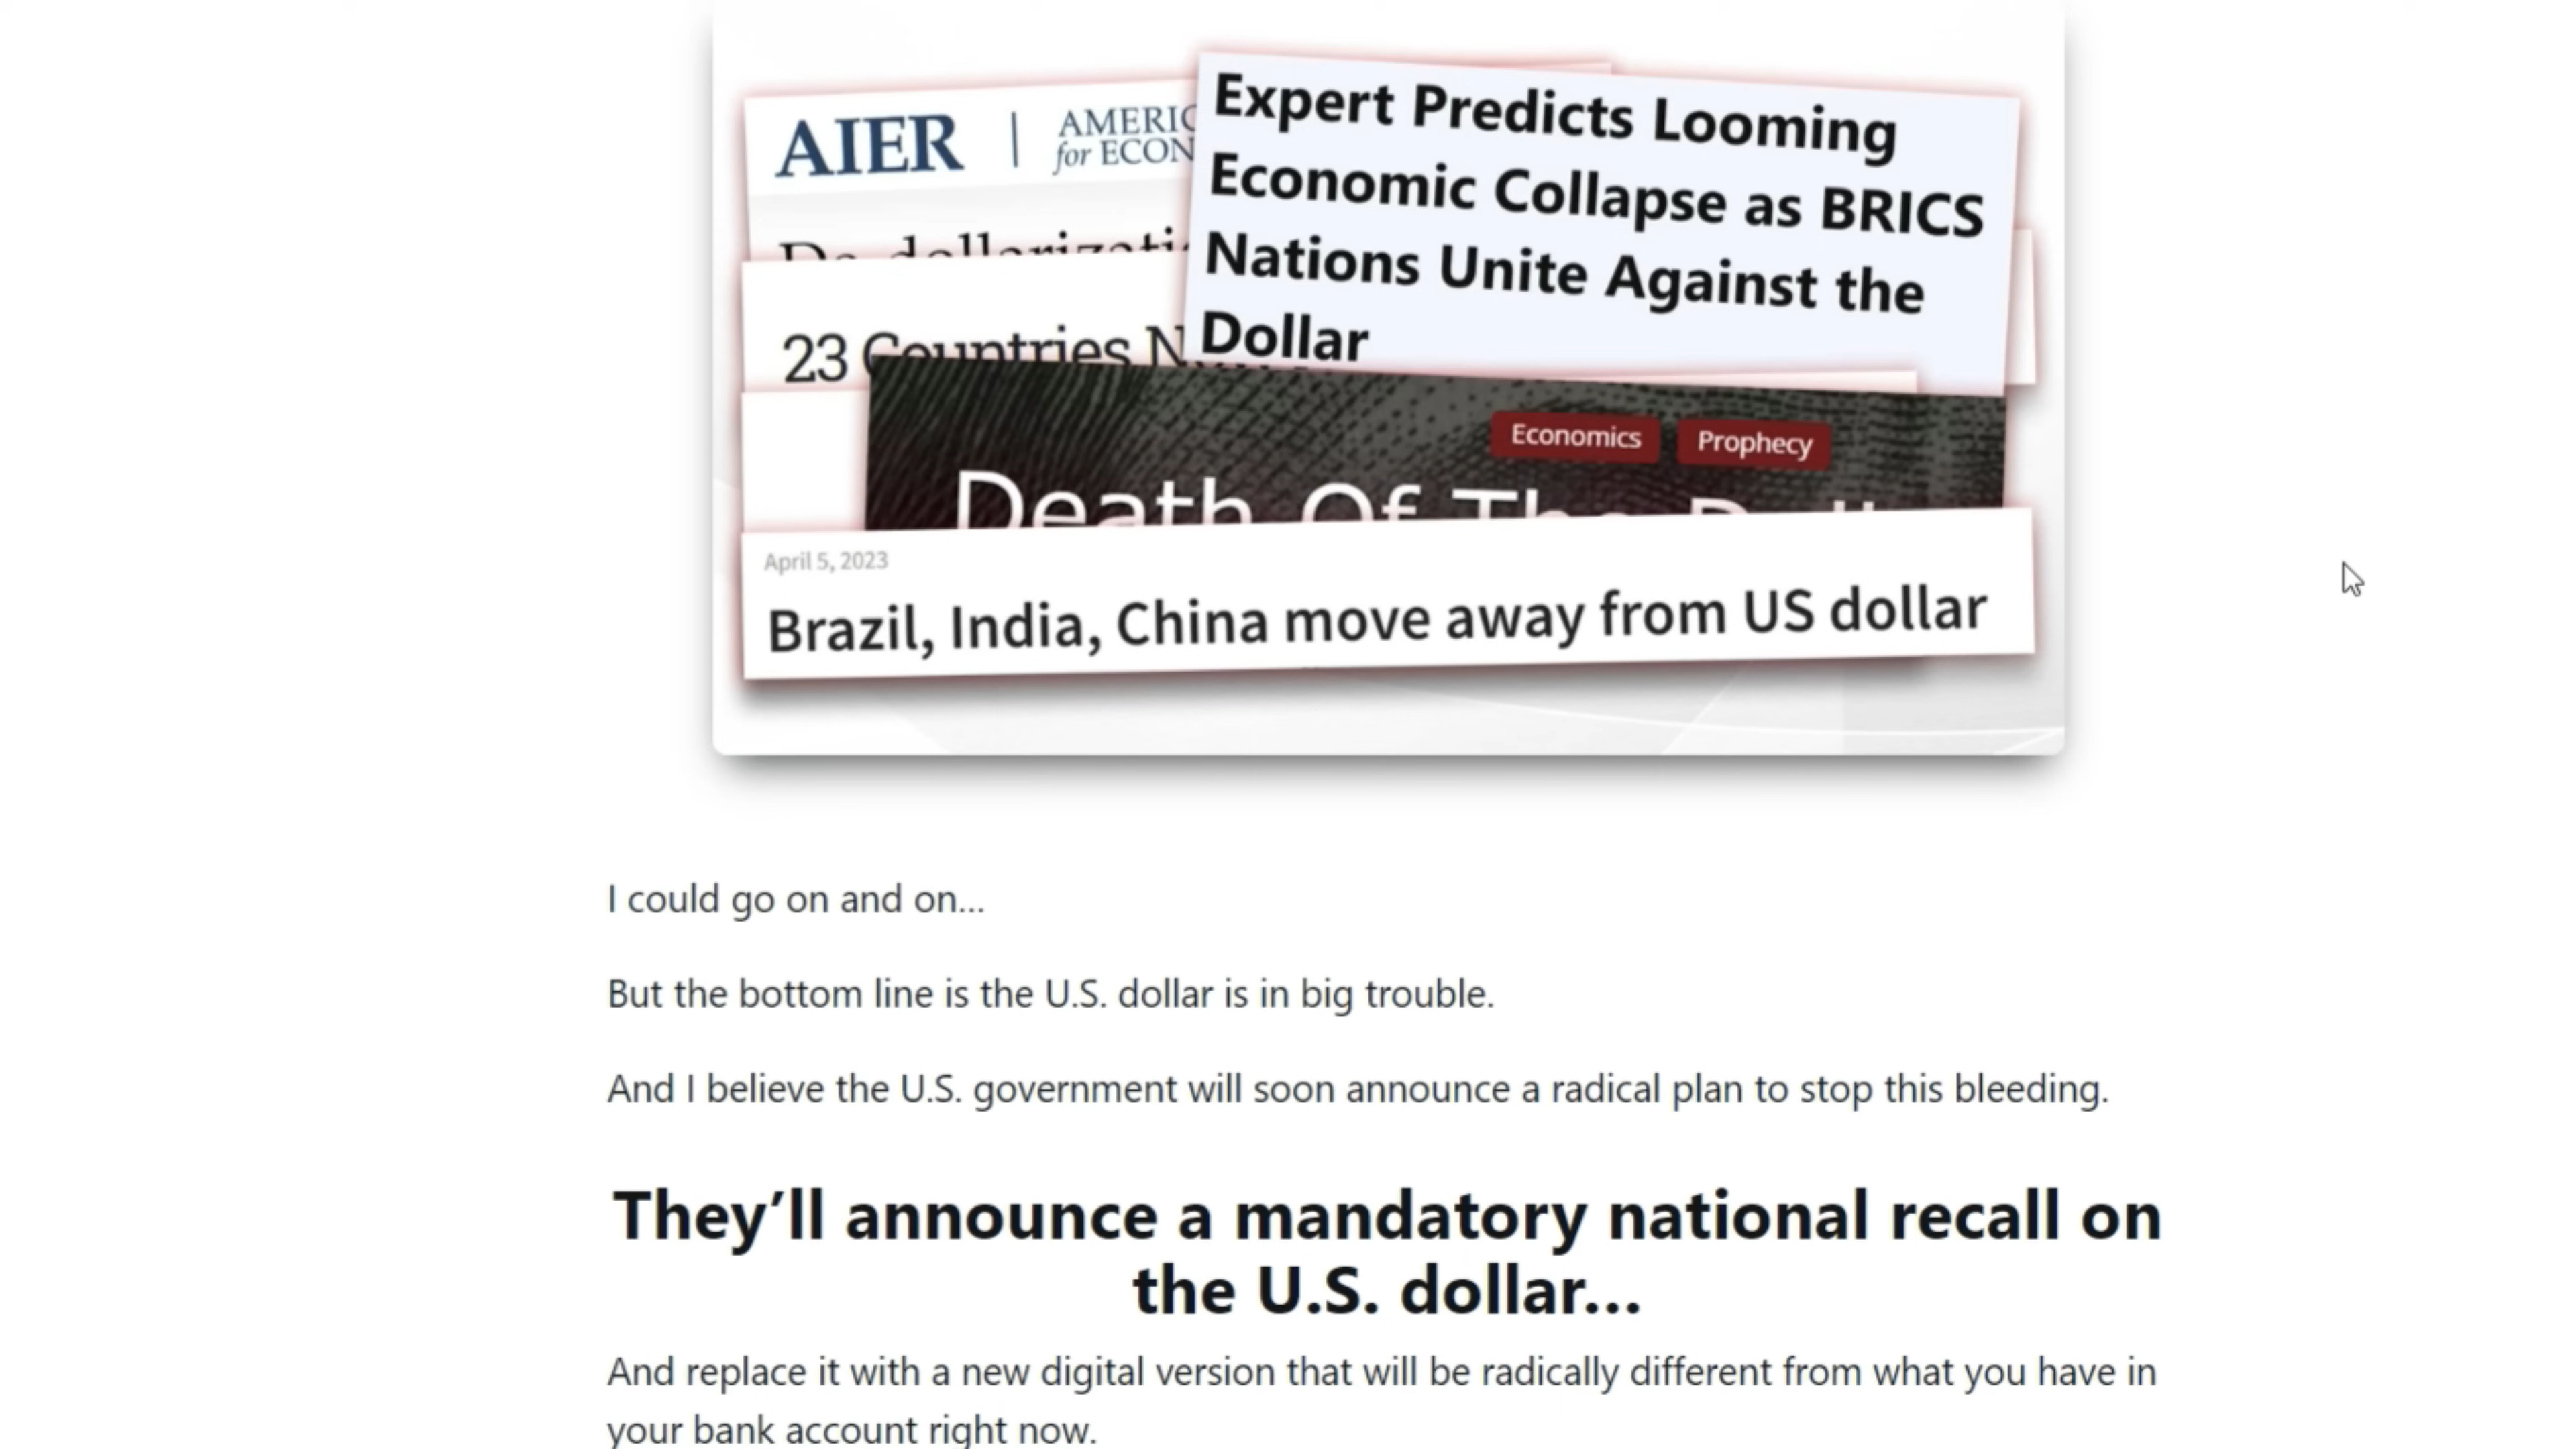 AIER
for
Expert Predicts Looming
Economic Collapse as BRICS
Nations Unite Against the
Dollar
23 Countries
Economics
Prophecy
Death Of The
April 5, 2023
Brazil, India, China move away from US dollar
I could go on and on...
But the bottom line is the U.S. dollar is in big trouble.
And I believe the U.S. government will soon announce a radical plan to stop this bleeding.
They’ll announce a mandatory national recall on
the U.S. dollar...
And replace it with a new digital version that will be radically different from what you have in
your bank account right now.